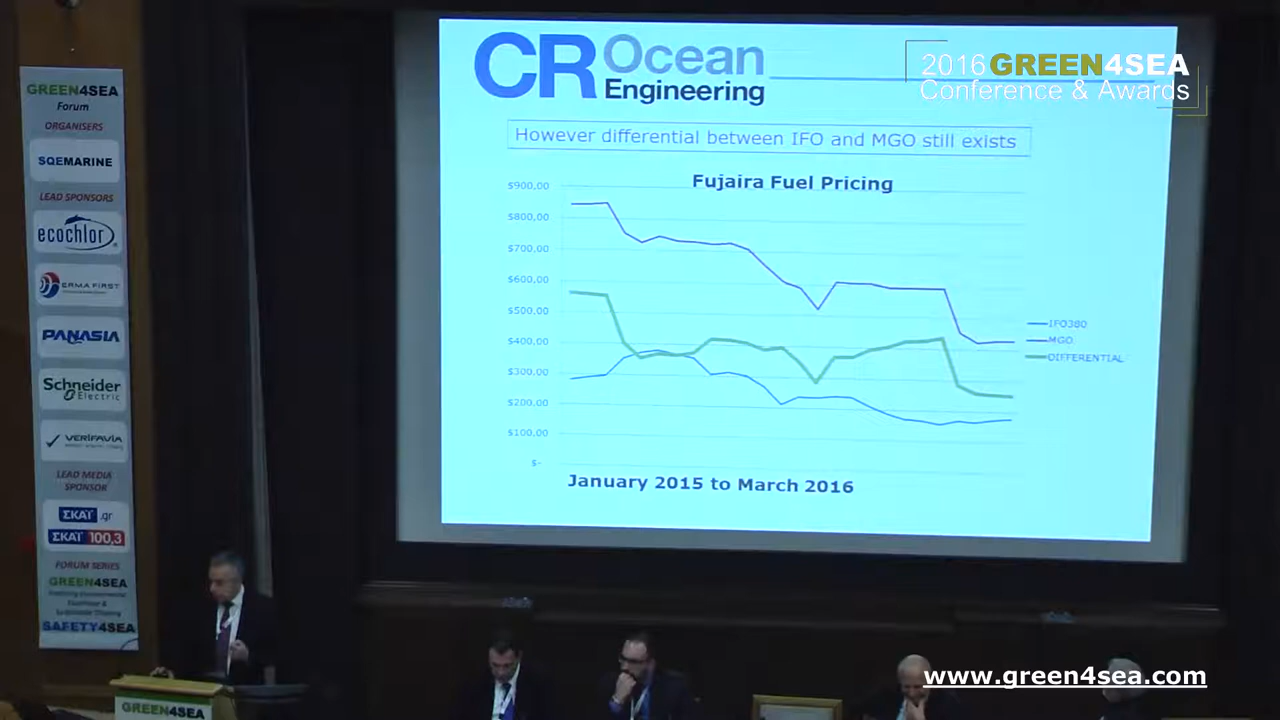 GREEN4SEA
Forum
ORGANISERS
SQEMARINE
LEAD SPONSORS
ecochlor®
ERMA FIRST
PANASIA
Schneider
Electric
VERIFAVIA
LEAD MEDIA
SPONSOR
ΣΚΑΪ.gr
ΣΚΑΪ 100,3
FORUM SERIES
GREEN4SEA
SAFETY4SEA
CR Ocean
Engineering
2016 GREEN4SEA
Conference & Awards
However differential between IFO and MGO still exists
Fujaira Fuel Pricing
$900,00
$800,00
$700,00
$600,00
$500,00
$400,00
$300,00
$200,00
$100,00
$-
IFO380
MGO
DIFFERENTIAL
January 2015 to March 2016
GREEN4SEA
www.green4sea.com